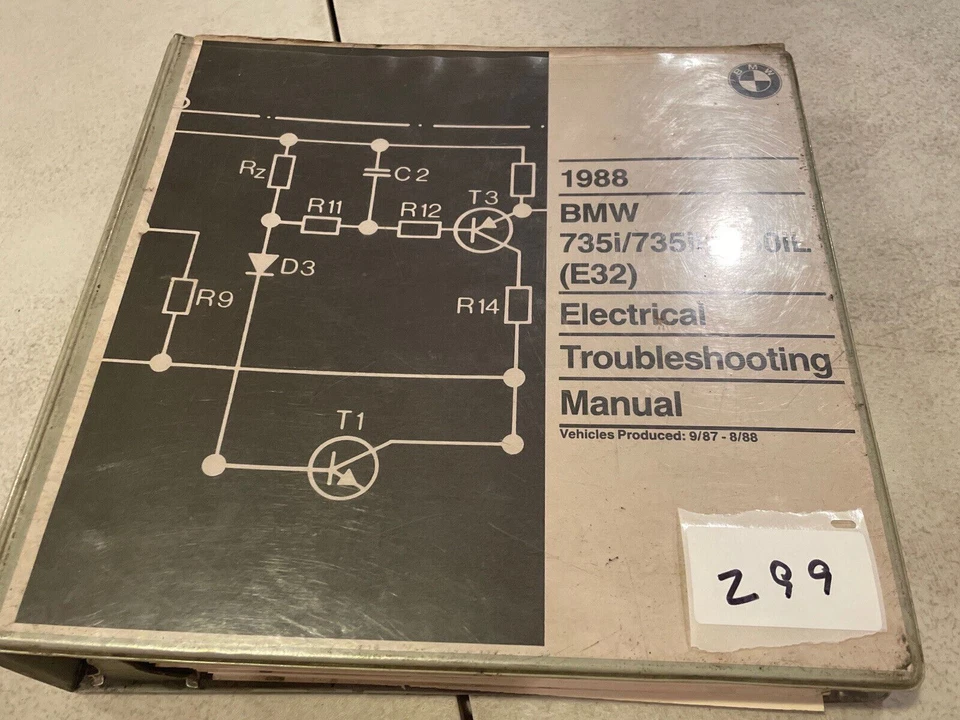 BMW
1988
BMW
735i/
(E32)
Electrical
Troubleshooting
Manual
Vehicles Produced: 9/87 - 8/88
Rz
C2
T3
R11
R12
D3
R9
R14
T1
299